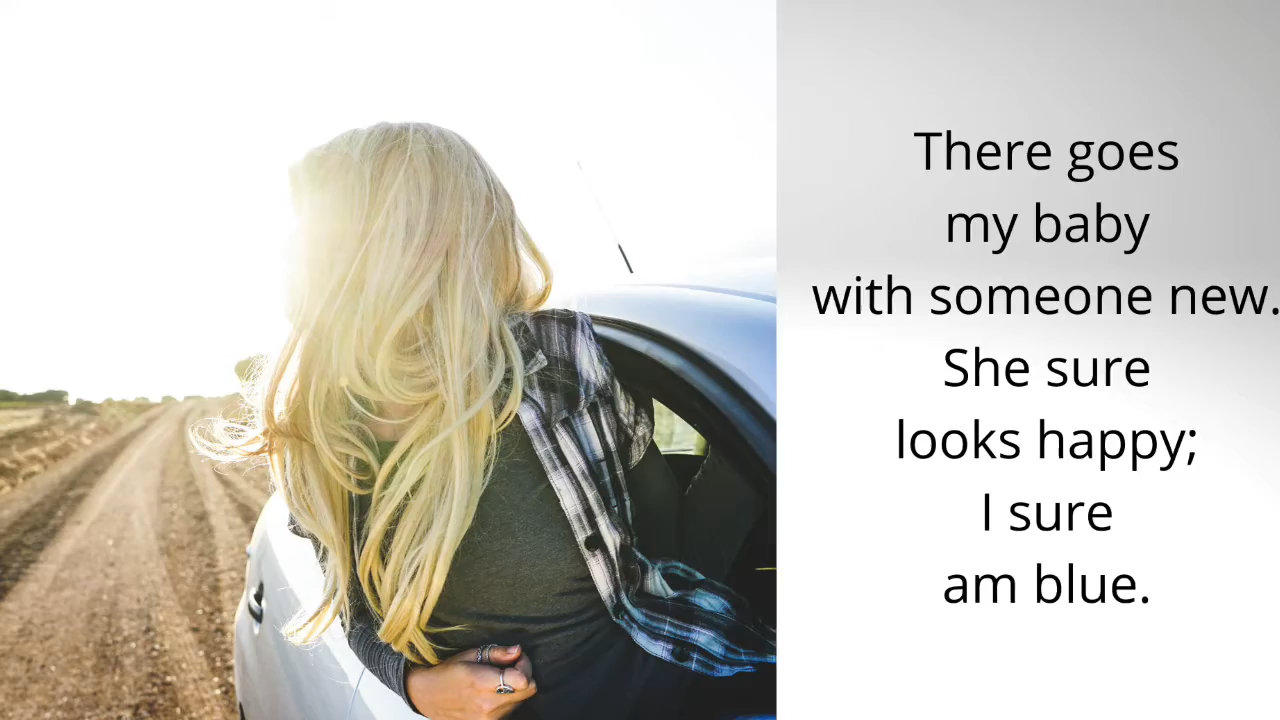 There goes
my baby
with someone new.
She sure
looks happy;
I sure
am blue.